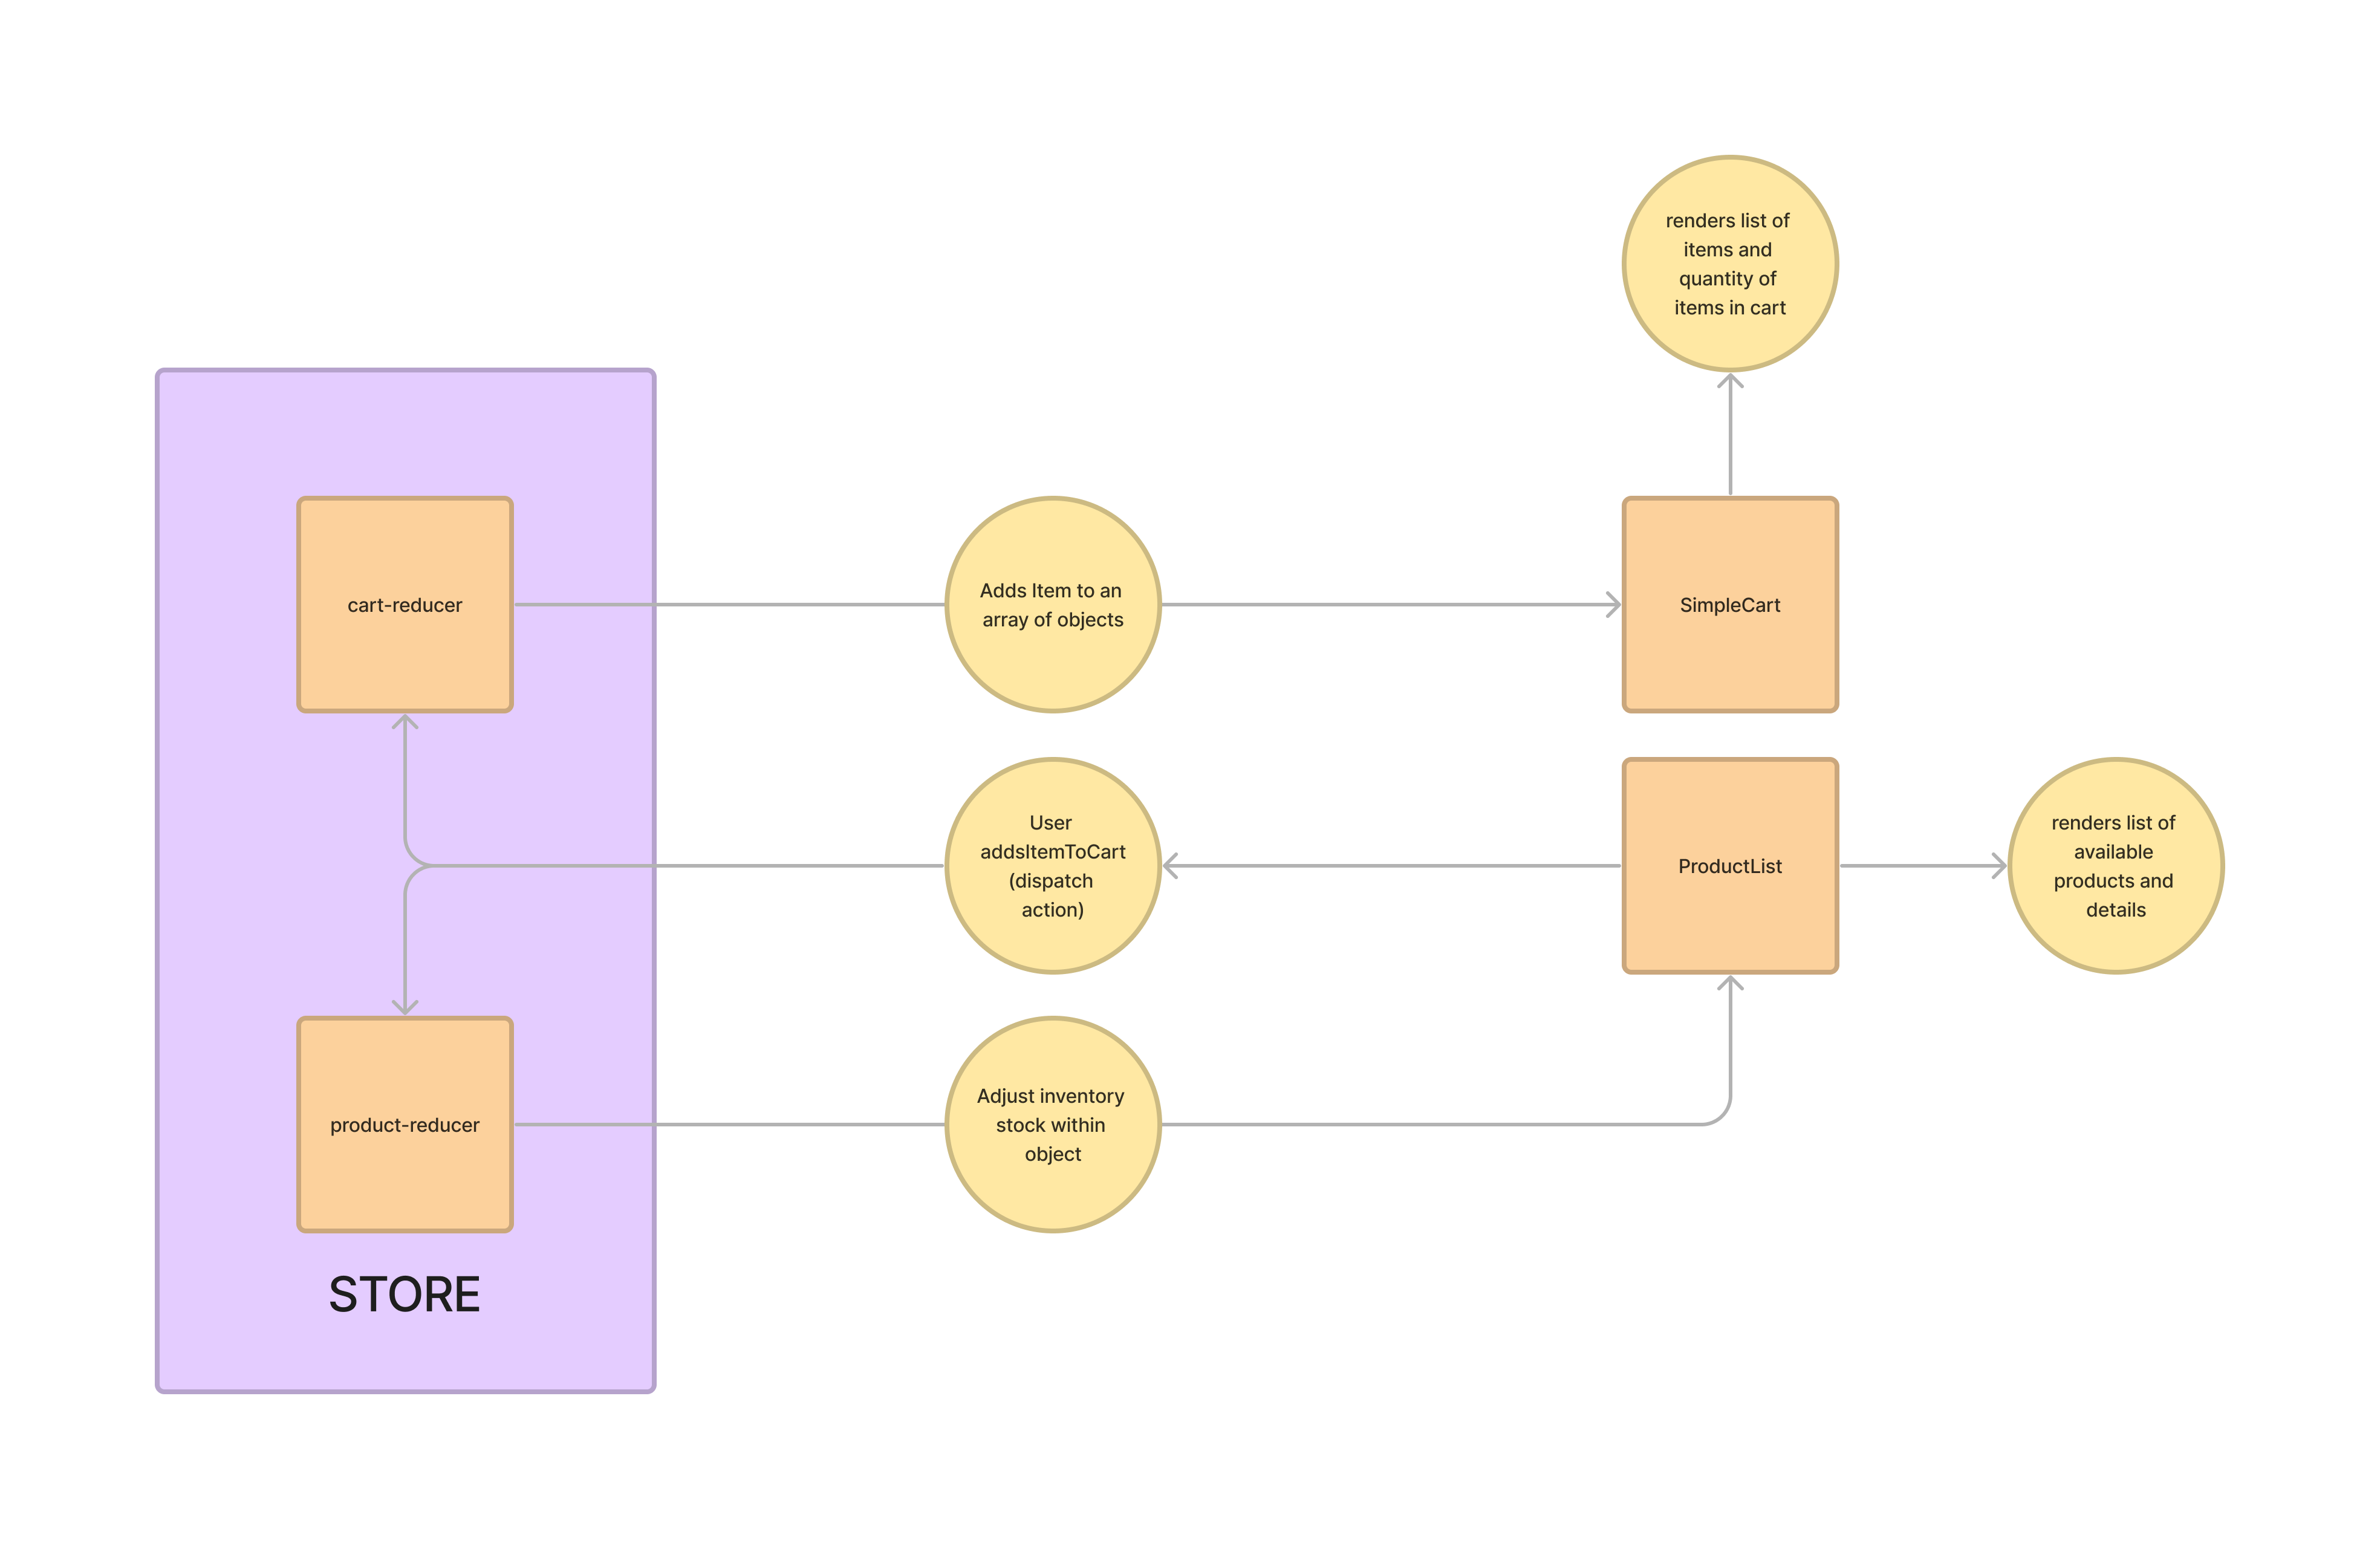 renders list of
items and
quantity of
items in cart
cart-reducer
Adds Item to an
array of objects
SimpleCart
User
addsItemToCart
(dispatch
action)
ProductList
renders list of
available
products and
details
product-reducer
Adjust inventory
stock within
object
STORE